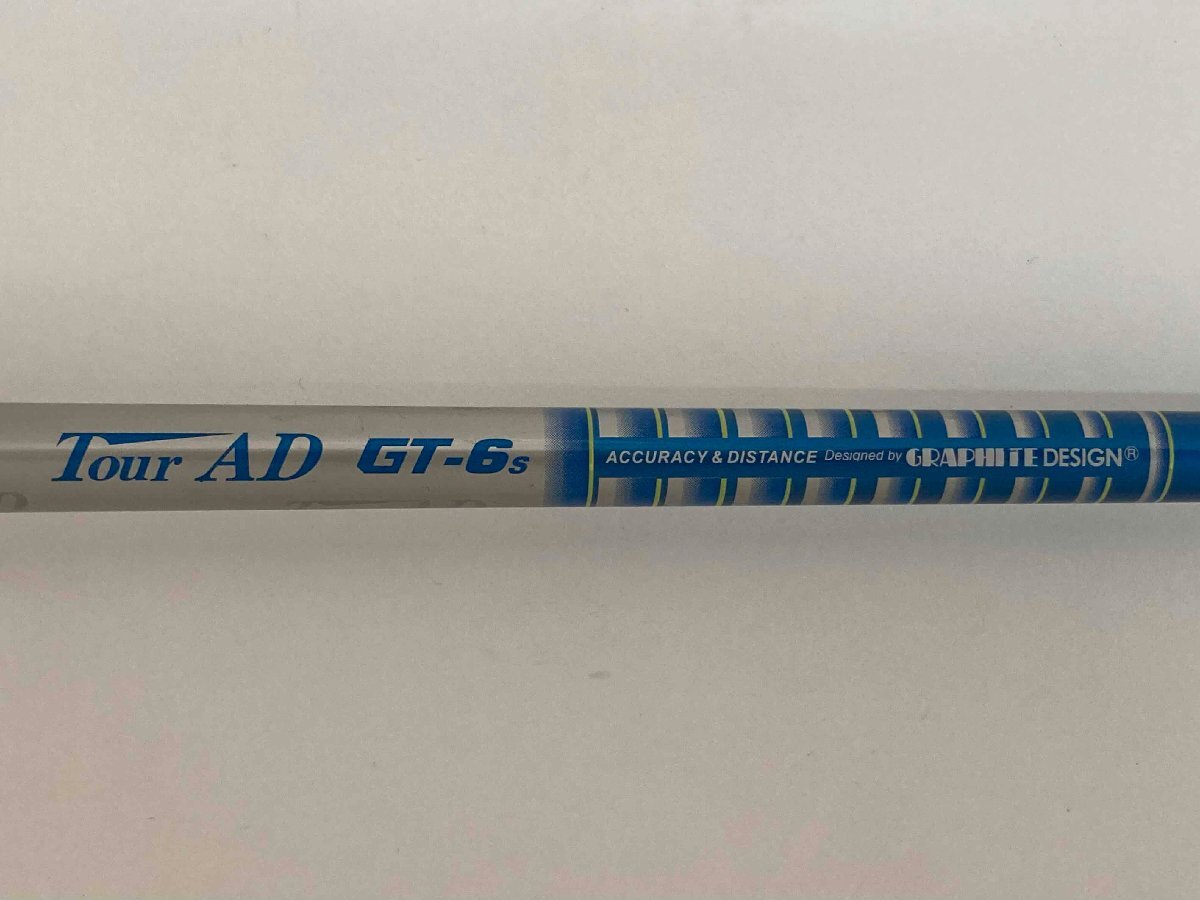 Tour AD GT-6s ACCURACY & DISTANCE Designed by GRAPHITE DESIGN®